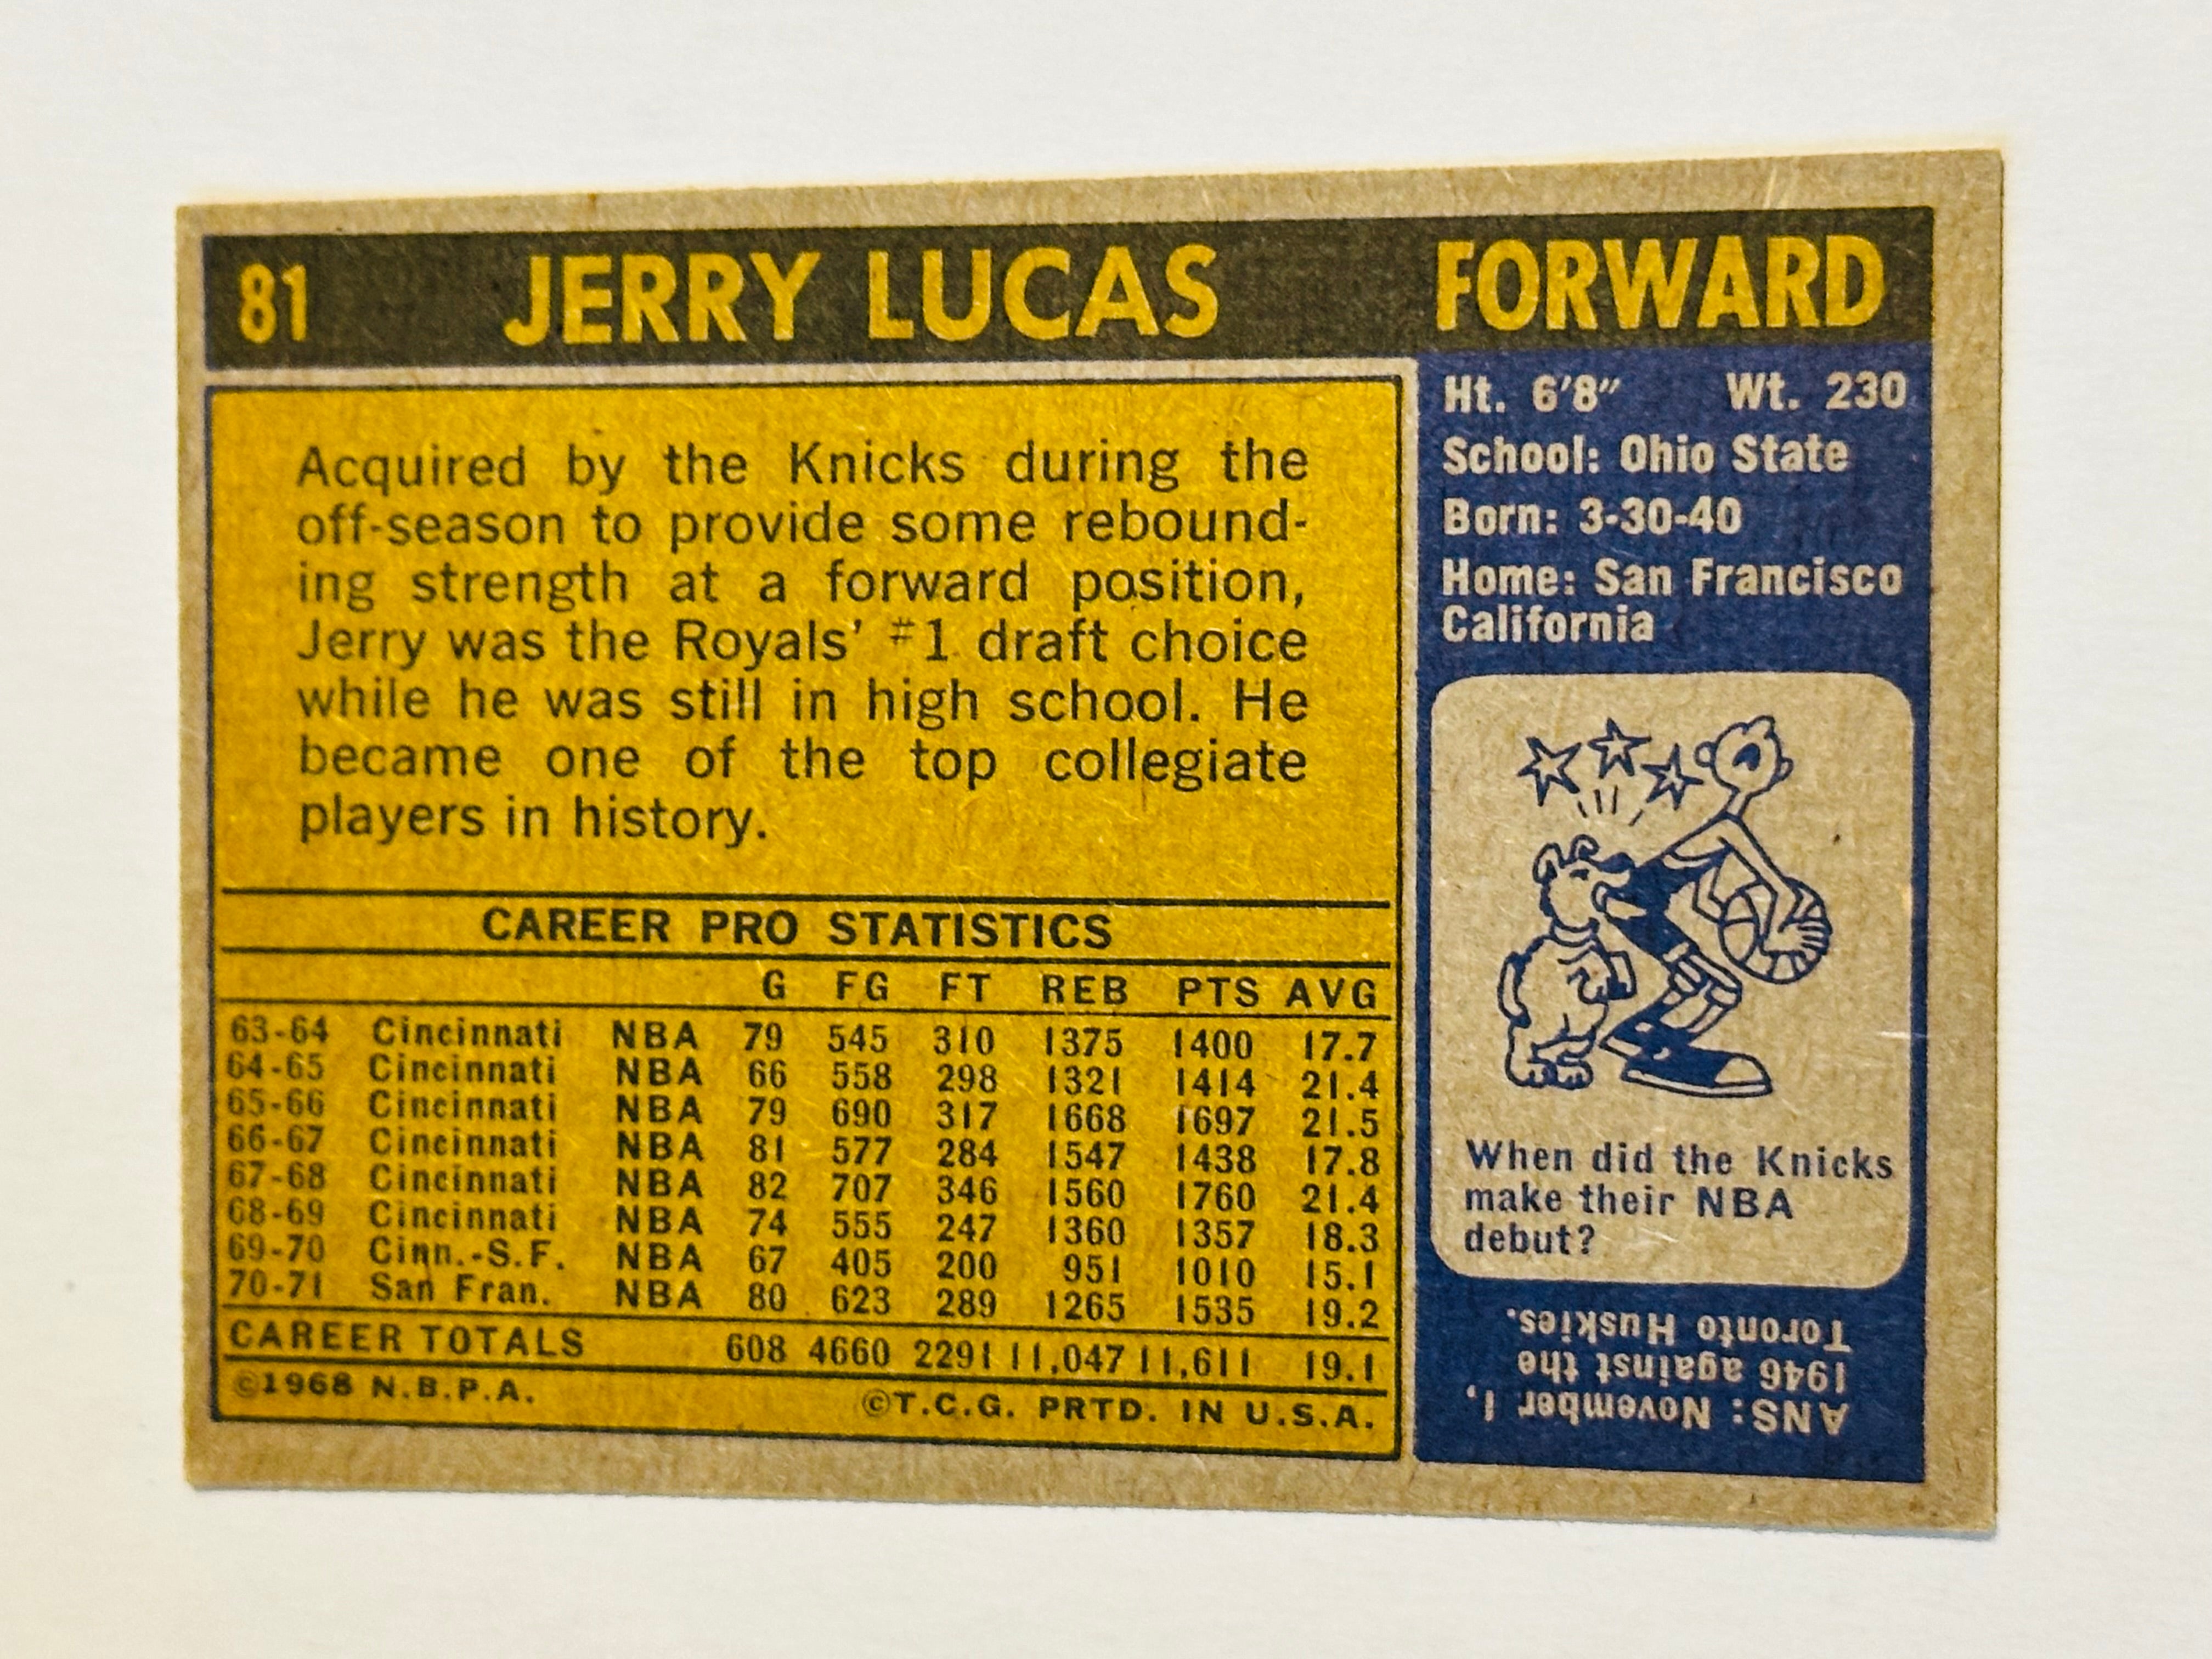 81 JERRY LUCAS FORWARD
Acquired by the Knicks during the
off-season to provide some rebound-
ing strength at a forward position,
Jerry was the Royals' #1 draft choice
while he was still in high school. He
became one of the top collegiate
players in history.
CAREER PRO STATISTICS
G FG FT REB PTS AVG
63-64 Cincinnati NBA 79 545 310 1375 1400 17.7
64-65 Cincinnati NBA 66 558 298 1321 1414 21.4
65-66 Cincinnati NBA 79 690 317 1668 1697 21.5
66-67 Cincinnati NBA 81 577 284 1547 1438 17.8
67-68 Cincinnati NBA 82 707 346 1560 1760 21.4
68-69 Cincinnati NBA 74 555 247 1360 1357 18.3
69-70 Cinn.-S.F. NBA 67 405 200 951 1010 15.1
70-71 San Fran. NBA 80 623 289 1265 1535 19.2
CAREER TOTALS 608 4660 2291 11,047 11,611 19.1
©1968 N.B.P.A. ©T.C.G. PRTD. IN U.S.A.
Ht. 6'8" Wt. 230
School: Ohio State
Born: 3-30-40
Home: San Francisco
California
When did the Knicks
make their NBA
debut?
ANS: November 1,
1946 against the
Toronto Huskies.